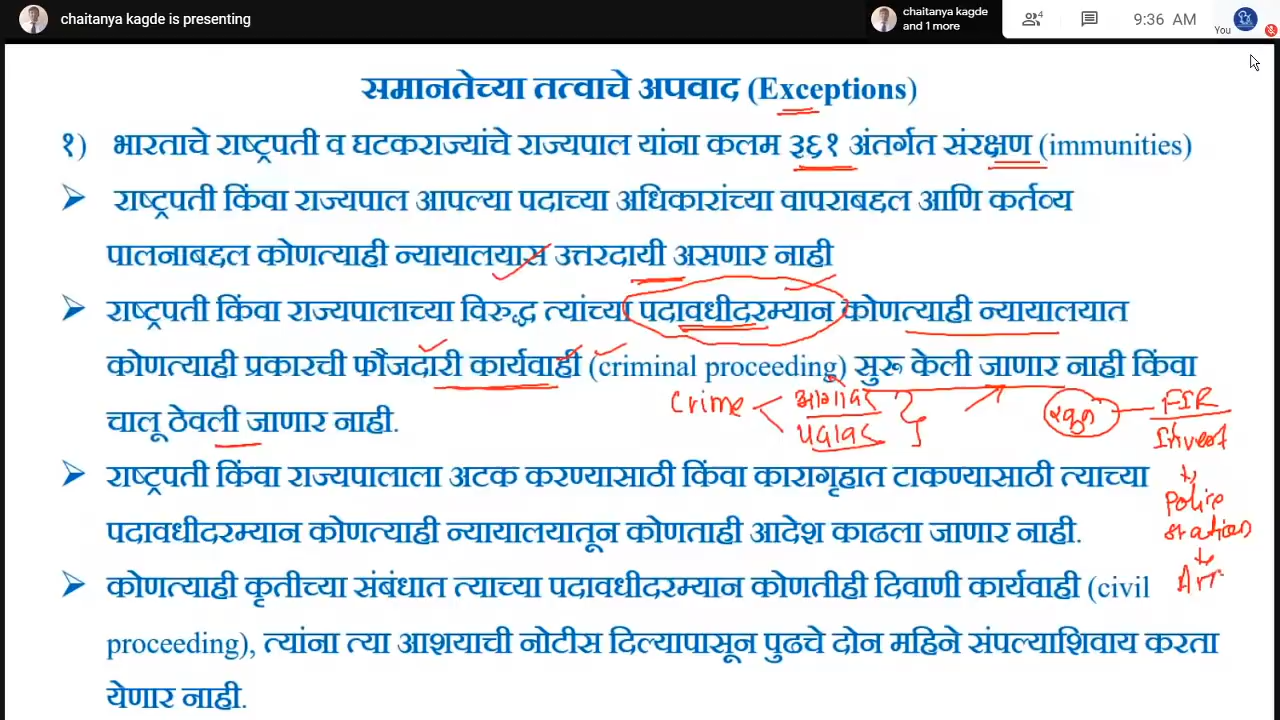 chaitanya kagde is presenting
chaitanya kagde
and 1 more
4
9:36 AM
You
समानतेच्या तत्वाचे अपवाद (Exceptions)
१) भारताचे राष्ट्रपती व घटकराज्यांचे राज्यपाल यांना कलम ३६१ अंतर्गत संरक्षण (immunities)
राष्ट्रपती किंवा राज्यपाल आपल्या पदाच्या अधिकारांच्या वापराबद्दल आणि कर्तव्य
पालनाबद्दल कोणत्याही न्यायालयास उत्तरदायी असणार नाही
राष्ट्रपती किंवा राज्यपालाच्या विरुद्ध त्यांच्या पदावधीदरम्यान कोणत्याही न्यायालयात
कोणत्याही प्रकारची फौजदारी कार्यवाही (criminal proceeding) सुरू केली जाणार नाही किंवा
चालू ठेवली जाणार नाही.
Crime
FIR
Invest
Police
station
राष्ट्रपती किंवा राज्यपालाला अटक करण्यासाठी किंवा कारागृहात टाकण्यासाठी त्याच्या
पदावधीदरम्यान कोणत्याही न्यायालयातून कोणताही आदेश काढला जाणार नाही.
कोणत्याही कृतीच्या संबंधात त्याच्या पदावधीदरम्यान कोणतीही दिवाणी कार्यवाही (civil
proceeding), त्यांना त्या आशयाची नोटीस दिल्यापासून पुढचे दोन महिने संपल्याशिवाय करता
येणार नाही.